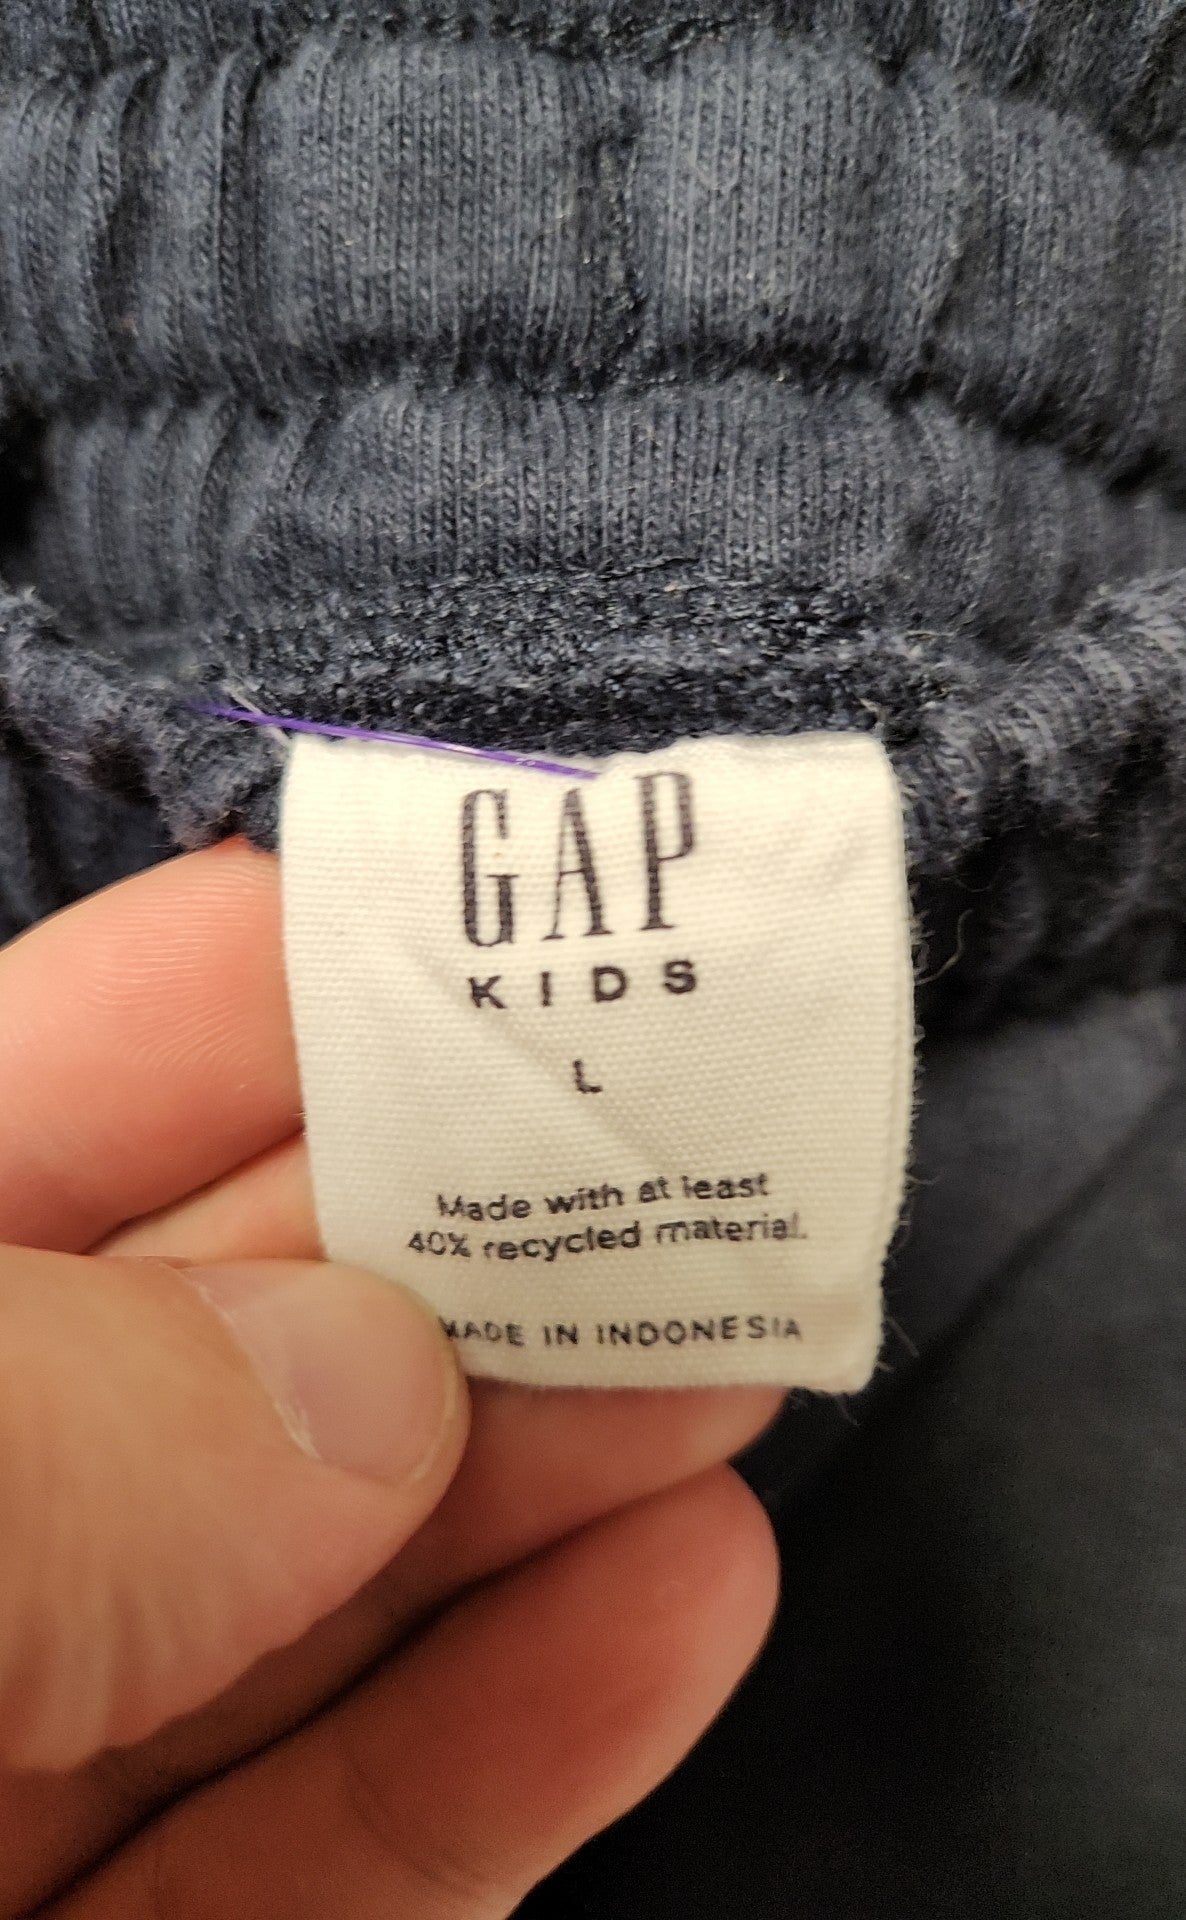 GAP
KIDS
L
Made with at least
40% recycled material.
MADE IN INDONESIA